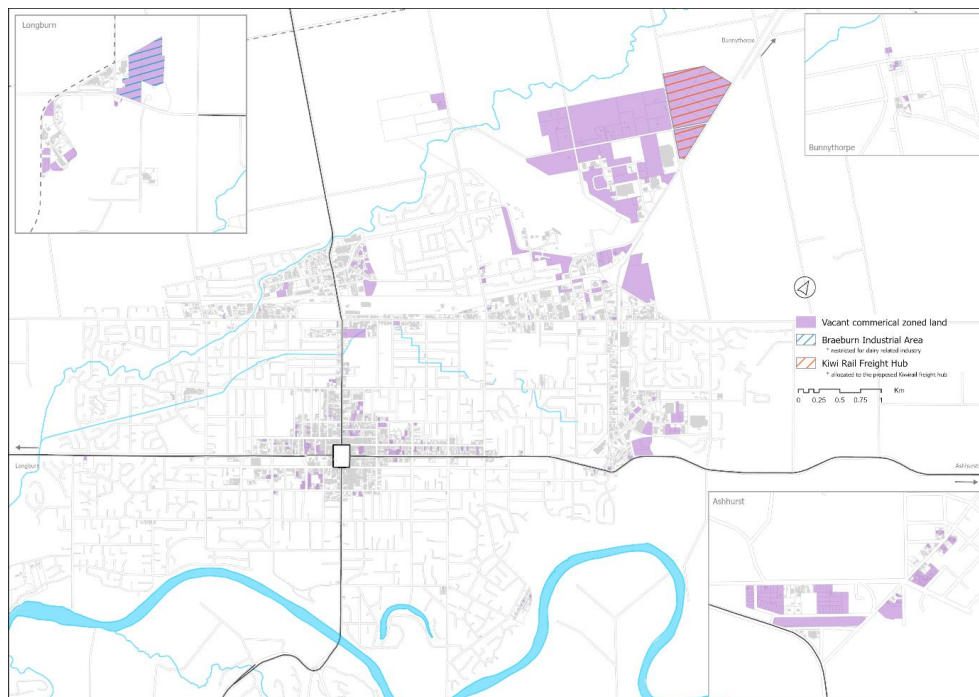 Longburn
Bunnythorpe
Bunnythorpe
Vacant commerical zoned land
Braeburn Industrial Area
* restricted for dairy related industry
Kiwi Rail Freight Hub
* allocated to the proposed Kiwirail freight hub
Km
0 0.25 0.5 0.75 1
Longburn
Ashhurst
Ashhurst